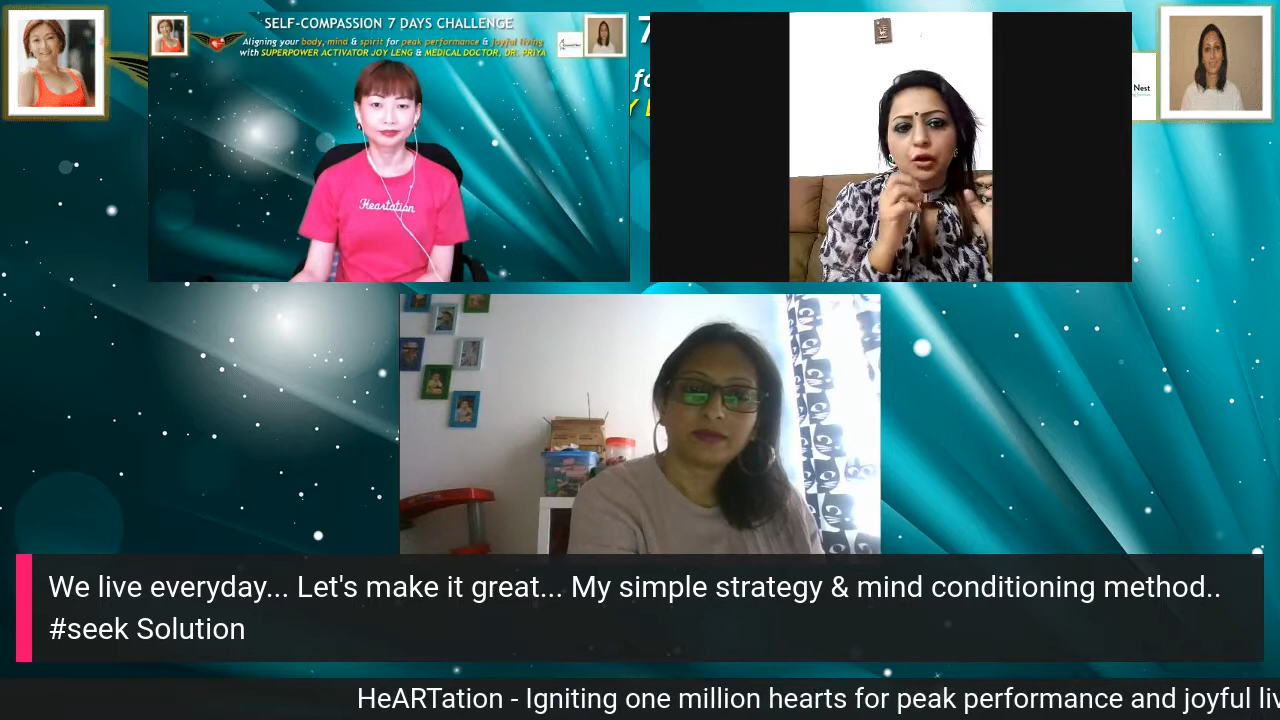 SELF-COMPASSION 7 DAYS CHALLENGE
Aligning your body, mind & spirit for peak performance & joyful living
with SUPERPOWER ACTIVATOR JOY LENG & MEDICAL DOCTOR, DR. PRIYA
7
fo
Y L
Nest
Heartation
We live everyday... Let's make it great... My simple strategy & mind conditioning method..
#seek Solution
HeARTation - Igniting one million hearts for peak performance and joyful liv